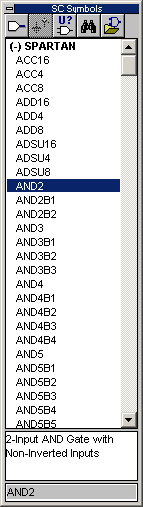 SC Symbols
U?
(-) SPARTAN
ACC16
ACC4
ACC8
ADD16
ADD4
ADD8
ADSU16
ADSU4
ADSU8
AND2
AND2B1
AND2B2
AND3
AND3B1
AND3B2
AND3B3
AND4
AND4B1
AND4B2
AND4B3
AND4B4
AND5
AND5B1
AND5B2
AND5B3
AND5B4
AND5B5
2-Input AND Gate with
Non-Inverted Inputs
AND2